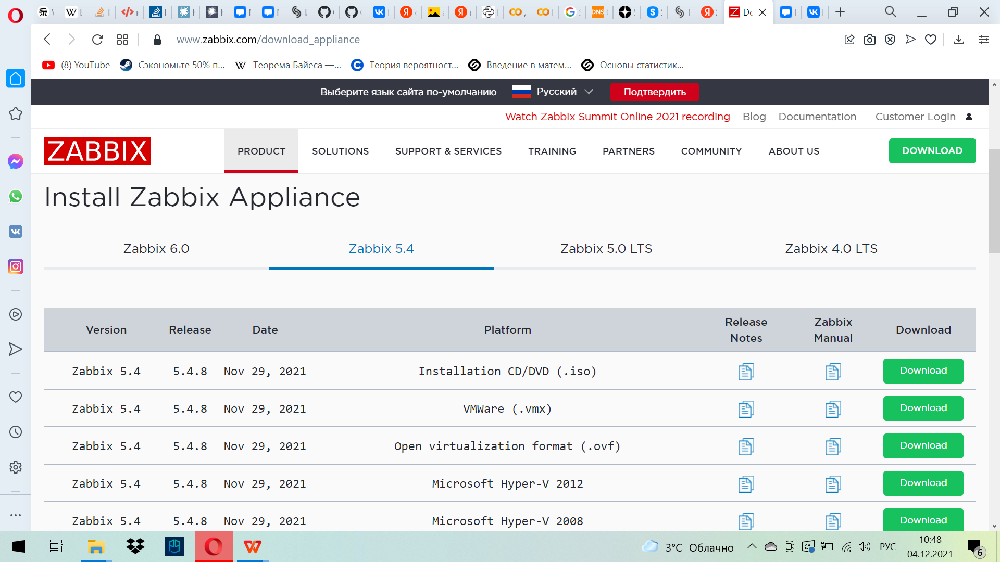 www.zabbix.com/download_appliance
(8) YouTube
Сэкономьте 50% п...
Теорема Байеса —...
Теория вероятност...
Введение в матем...
Основы статистик...
Выберите язык сайта по-умолчанию
Русский
Подтвердить
Watch Zabbix Summit Online 2021 recording
Blog
Documentation
Customer Login
ZABBIX
PRODUCT
SOLUTIONS
SUPPORT & SERVICES
TRAINING
PARTNERS
COMMUNITY
ABOUT US
DOWNLOAD
Install Zabbix Appliance
Zabbix 6.0
Zabbix 5.4
Zabbix 5.0 LTS
Zabbix 4.0 LTS
Version Release Date Platform Release Notes Zabbix Manual Download
Zabbix 5.4 5.4.8 Nov 29, 2021 Installation CD/DVD (.iso) Download
Zabbix 5.4 5.4.8 Nov 29, 2021 VMWare (.vmx) Download
Zabbix 5.4 5.4.8 Nov 29, 2021 Open virtualization format (.ovf) Download
Zabbix 5.4 5.4.8 Nov 29, 2021 Microsoft Hyper-V 2012 Download
Zabbix 5.4 5.4.8 Nov 29, 2021 Microsoft Hyper-V 2008 Download
3°C Облачно
РУС
10:48
04.12.2021
6